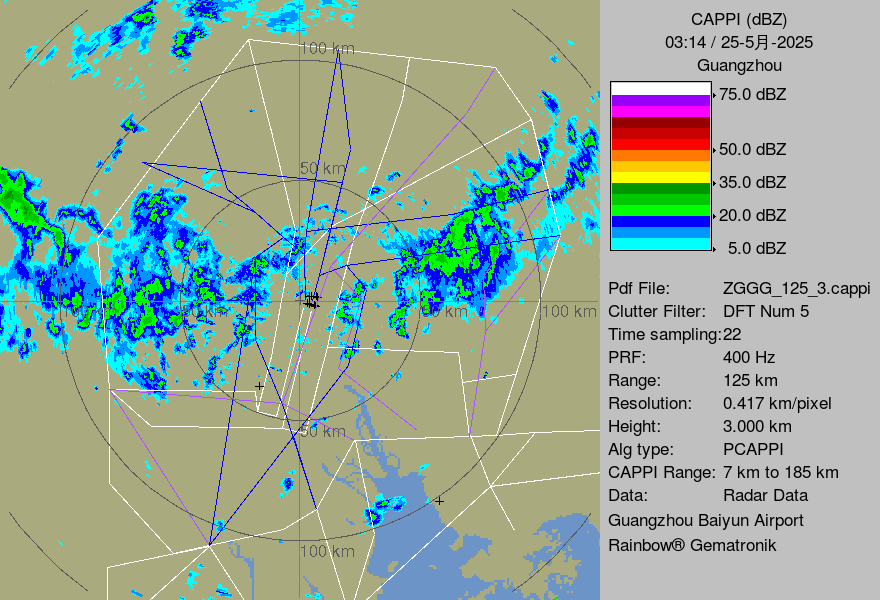 CAPPI (dBZ)
03:14 / 25-5月-2025
Guangzhou
75.0 dBZ
50.0 dBZ
35.0 dBZ
20.0 dBZ
5.0 dBZ
Pdf File: ZGGG_125_3.cappi
Clutter Filter: DFT Num 5
Time sampling:22
PRF: 400 Hz
Range: 125 km
Resolution: 0.417 km/pixel
Height: 3.000 km
Alg type: PCAPPI
CAPPI Range: 7 km to 185 km
Data: Radar Data
Guangzhou Baiyun Airport
Rainbow® Gematronik
100 km
50 km
100 km
50 km
50 km
100 km
50 km
100 km